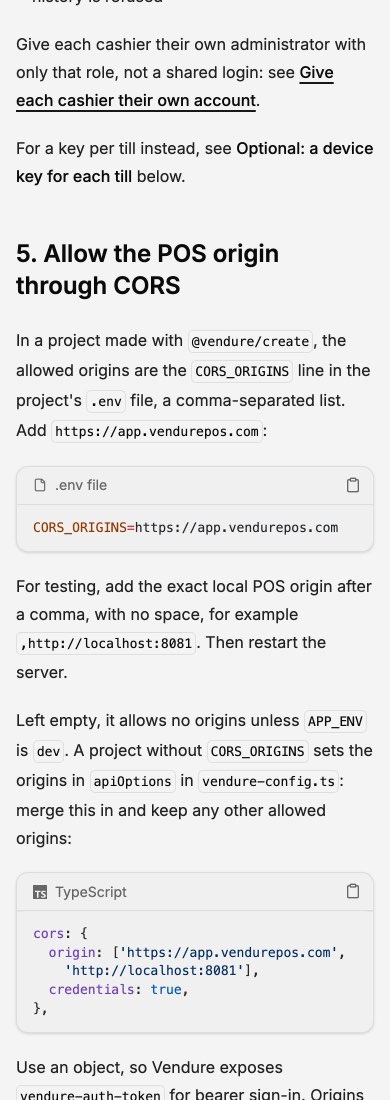 history is refused
Give each cashier their own administrator with
only that role, not a shared login: see Give
each cashier their own account.
For a key per till instead, see Optional: a device
key for each till below.
5. Allow the POS origin
through CORS
In a project made with @vendure/create, the
allowed origins are the CORS_ORIGINS line in the
project's .env file, a comma-separated list.
Add https://app.vendurepos.com:
.env file
CORS_ORIGINS=https://app.vendurepos.com
For testing, add the exact local POS origin after
a comma, with no space, for example
,http://localhost:8081. Then restart the
server.
Left empty, it allows no origins unless APP_ENV
is dev. A project without CORS_ORIGINS sets the
origins in apiOptions in vendure-config.ts:
merge this in and keep any other allowed
origins:
TS TypeScript
cors: {
  origin: ['https://app.vendurepos.com',
    'http://localhost:8081'],
  credentials: true,
},
Use an object, so Vendure exposes
vendure-auth-token for bearer sign-in. Origins